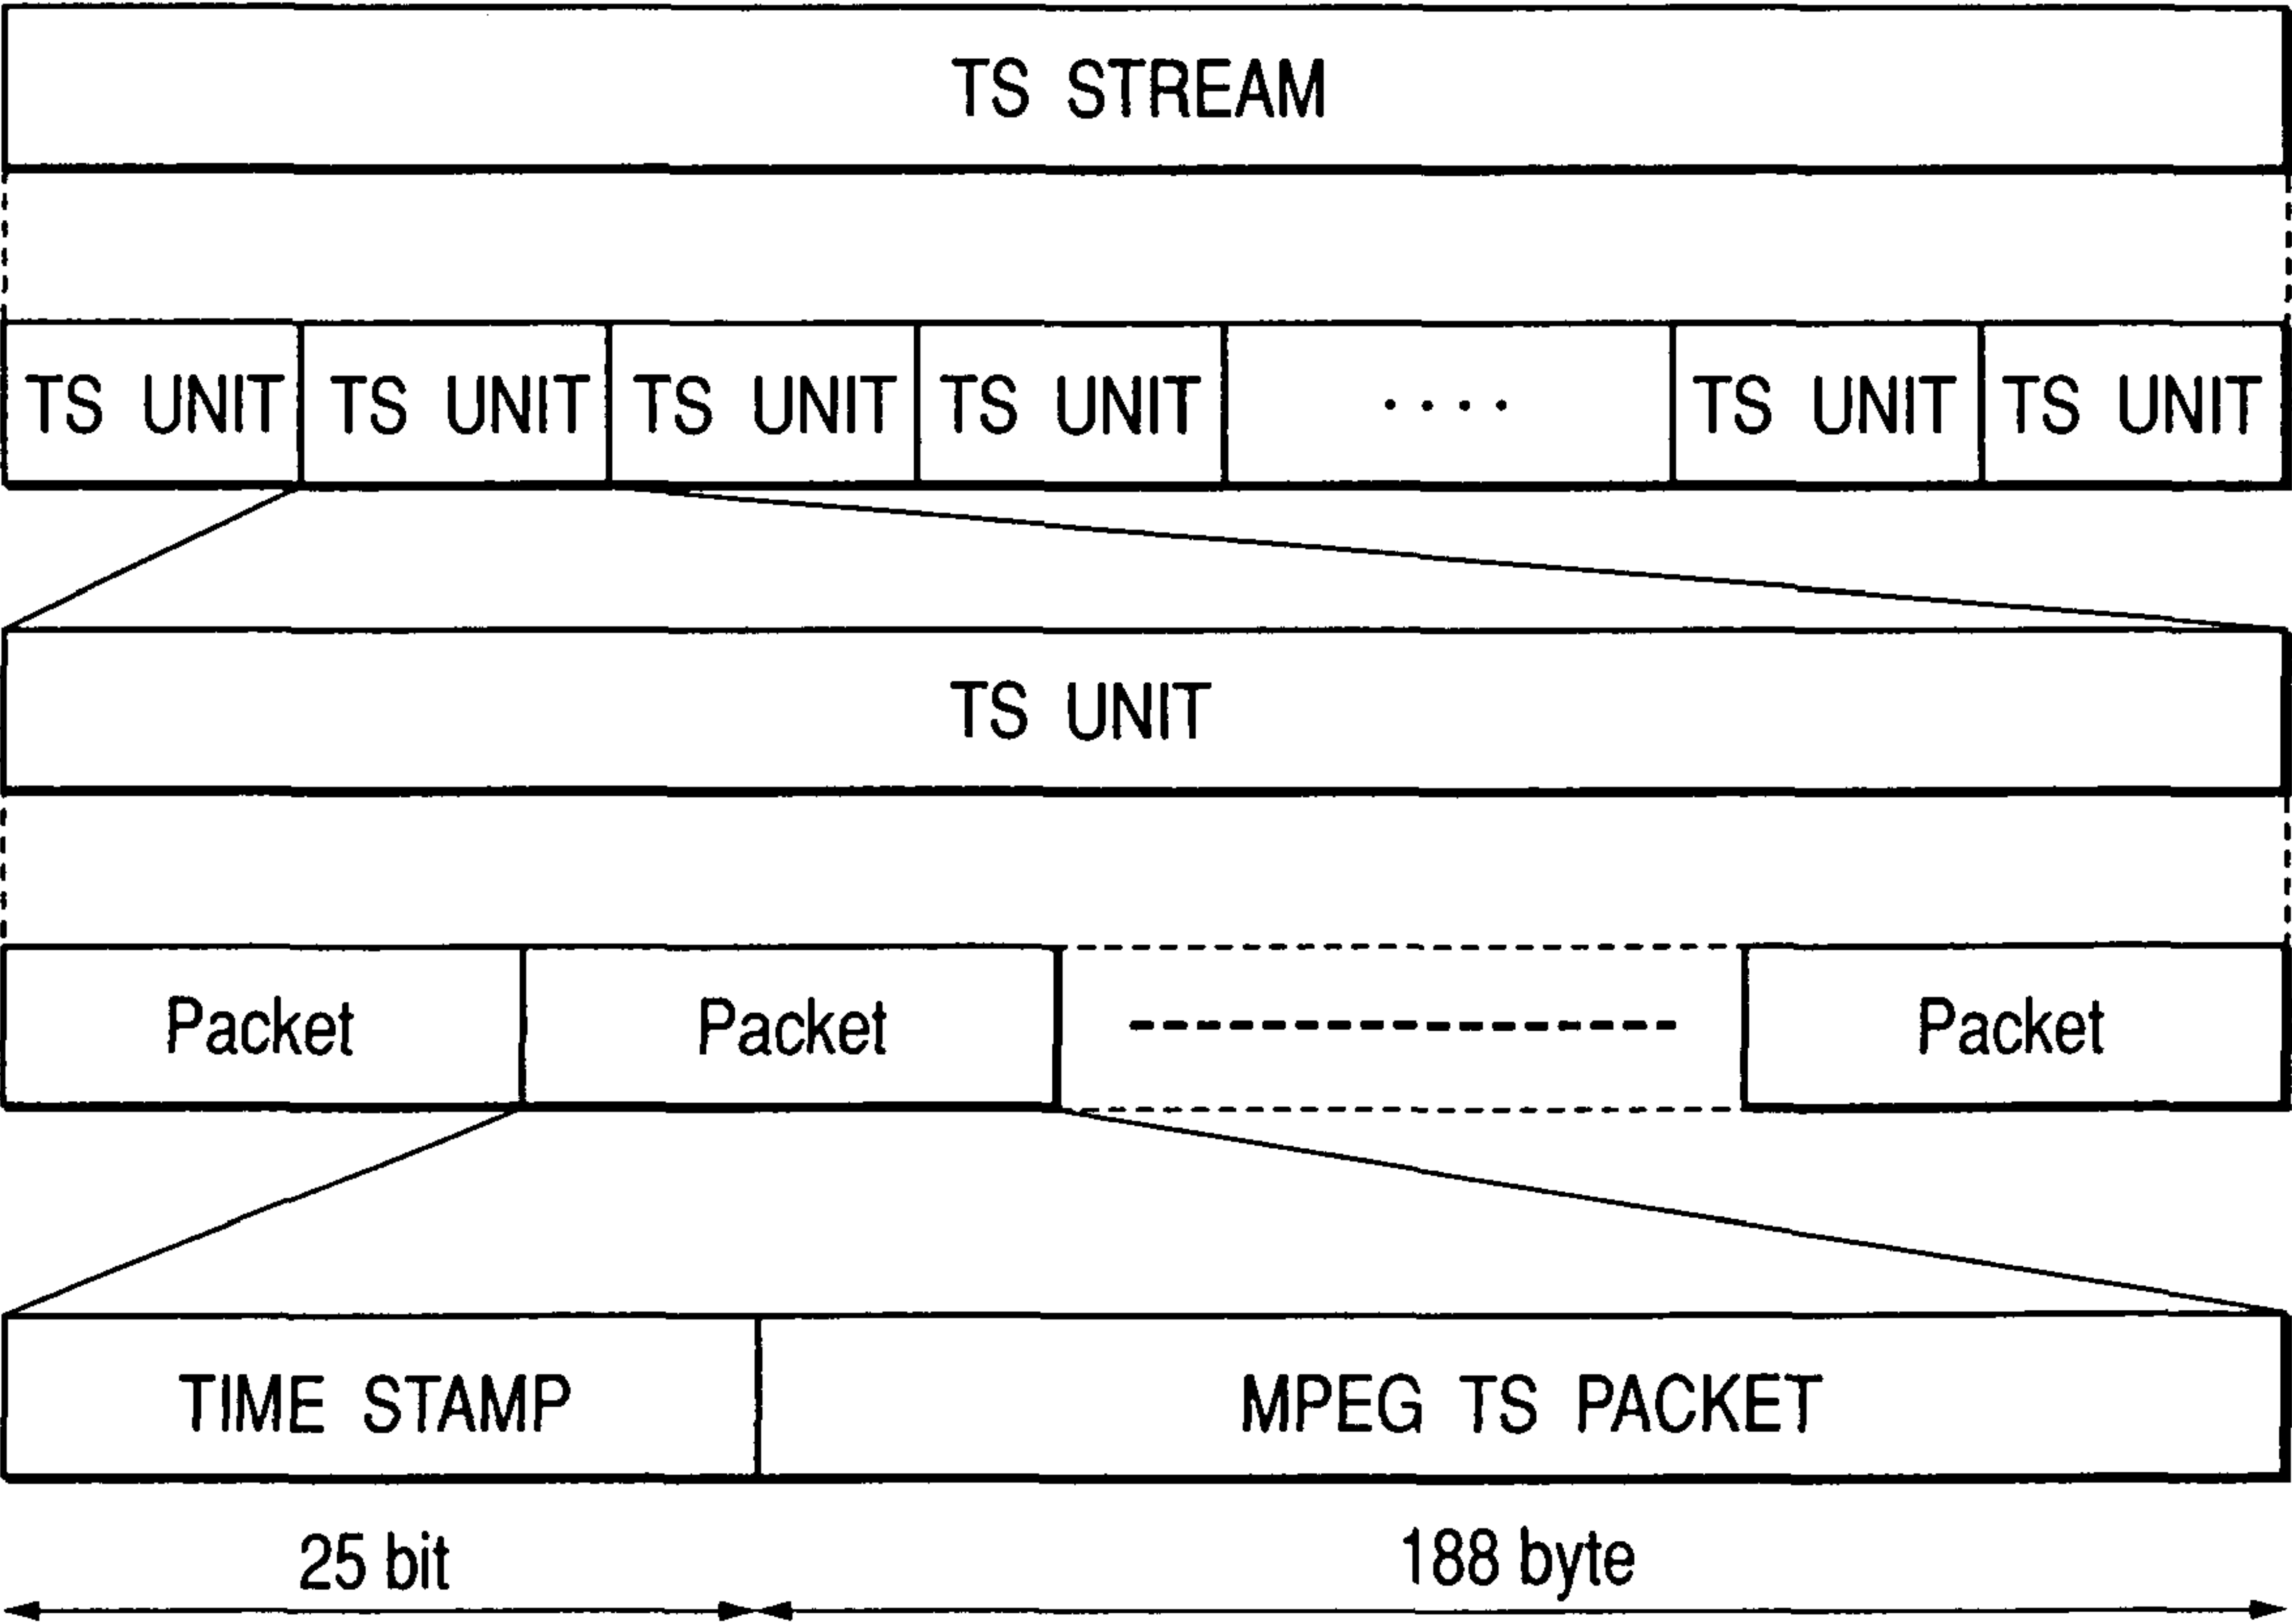 TS STREAM
TS UNIT TS UNIT TS UNIT TS UNIT .... TS UNIT TS UNIT
TS UNIT
Packet Packet Packet
TIME STAMP MPEG TS PACKET
25 bit 188 byte